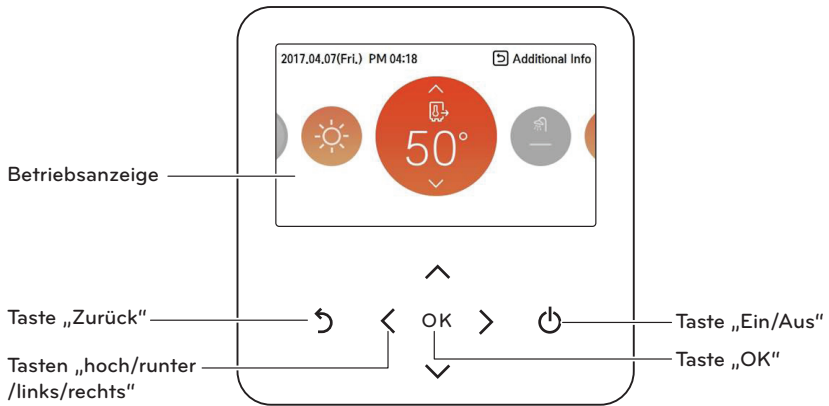 2017.04.07(Fri.) PM 04:18 Additional Info
50°
Betriebsanzeige
OK
Taste „Zurück“
Taste „Ein/Aus“
Taste „OK“
Tasten „hoch/runter
/links/rechts“